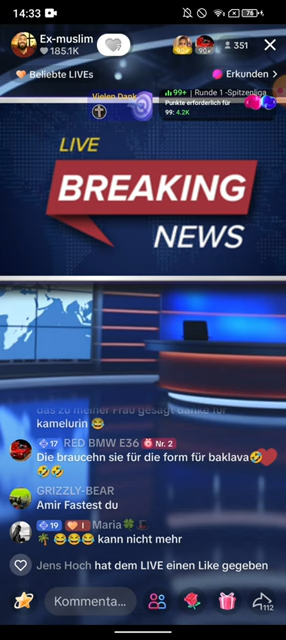 14:33
76
Ex-muslim
185.1K
90+
351
Beliebte LIVEs
Erkunden >
Vielen Dank
99+ | Runde 1 -Spitzenliga
Punkte erforderlich für
99: 4.2K
LIVE
BREAKING
NEWS
das zu meiner Frau gesagt danke für
kamelurin 😂
17 RED BMW E36 Nr. 2
Die braucehn sie für die form für baklava🤣
🤣🤣
GRIZZLY-BEAR
Amir Fastest du
19 I Maria🍀
🌴 😂😂😂 kann nicht mehr
Jens Hoch hat dem LIVE einen Like gegeben
Kommenta...
112